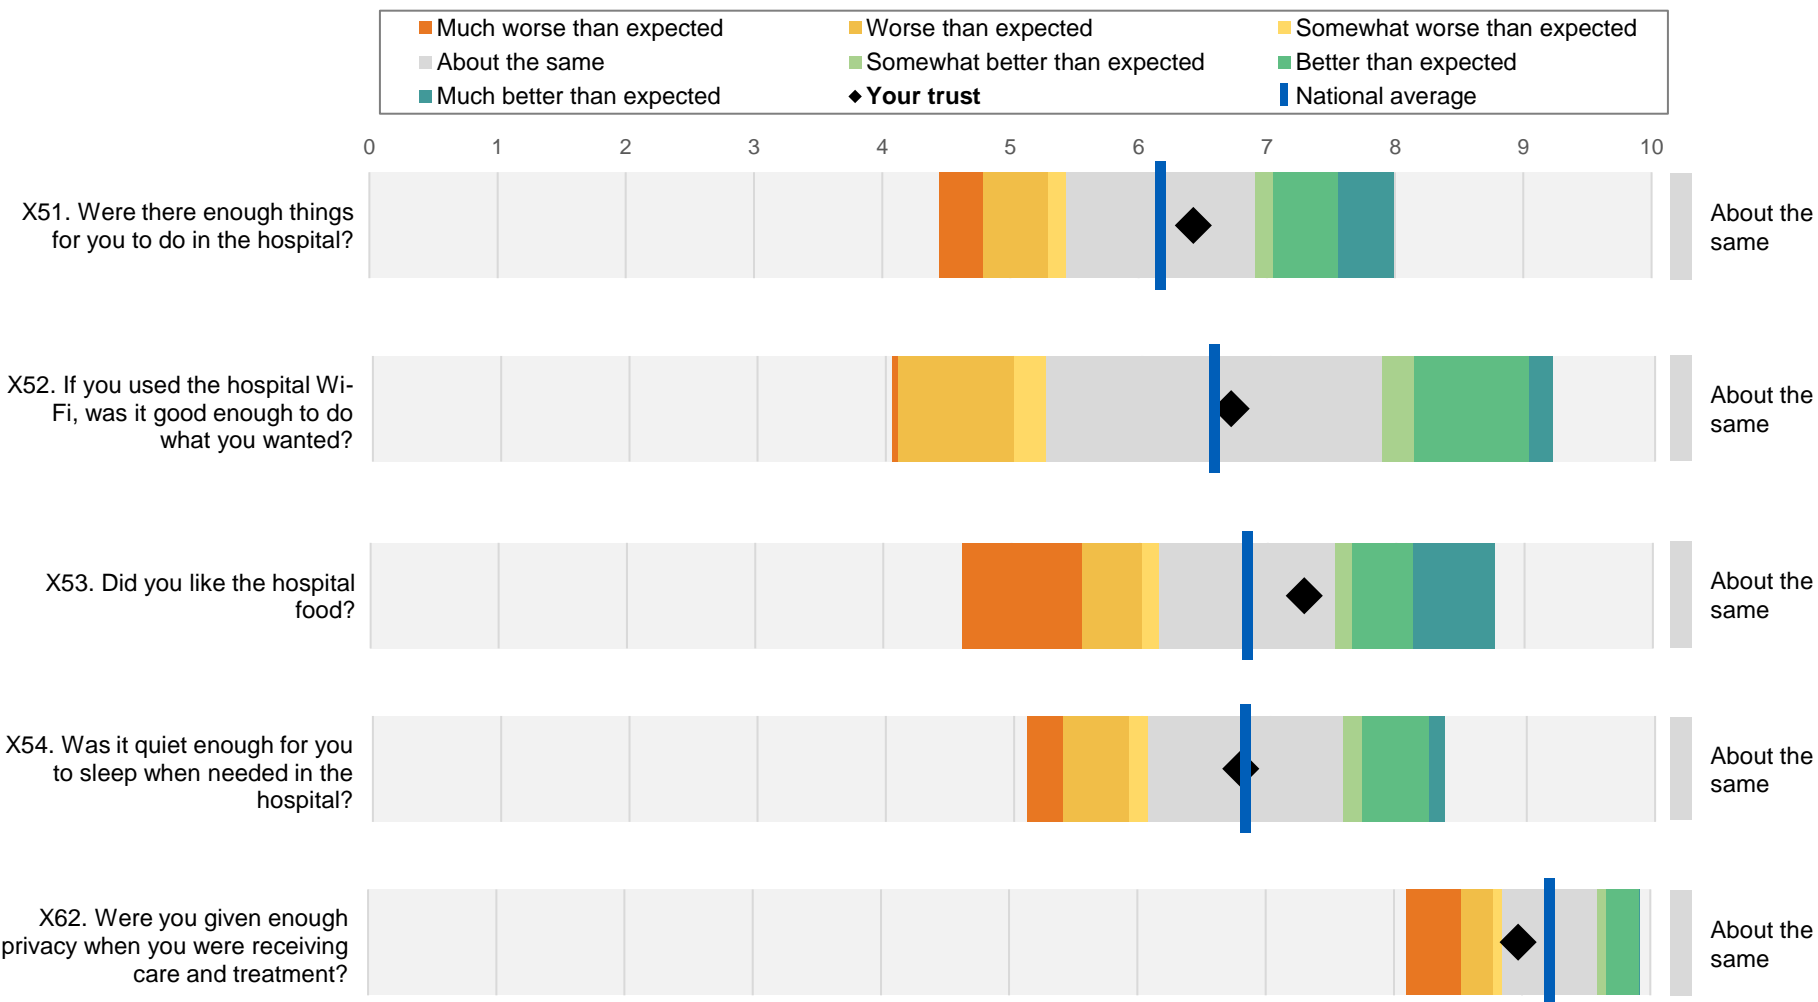 Much worse than expected
Worse than expected
Somewhat worse than expected
About the same
Somewhat better than expected
Better than expected
Much better than expected
Your trust
National average
0 1 2 3 4 5 6 7 8 9 10
X51. Were there enough things
for you to do in the hospital?
About the
same
X52. If you used the hospital Wi-
Fi, was it good enough to do
what you wanted?
About the
same
X53. Did you like the hospital
food?
About the
same
X54. Was it quiet enough for you
to sleep when needed in the
hospital?
About the
same
X62. Were you given enough
privacy when you were receiving
care and treatment?
About the
same